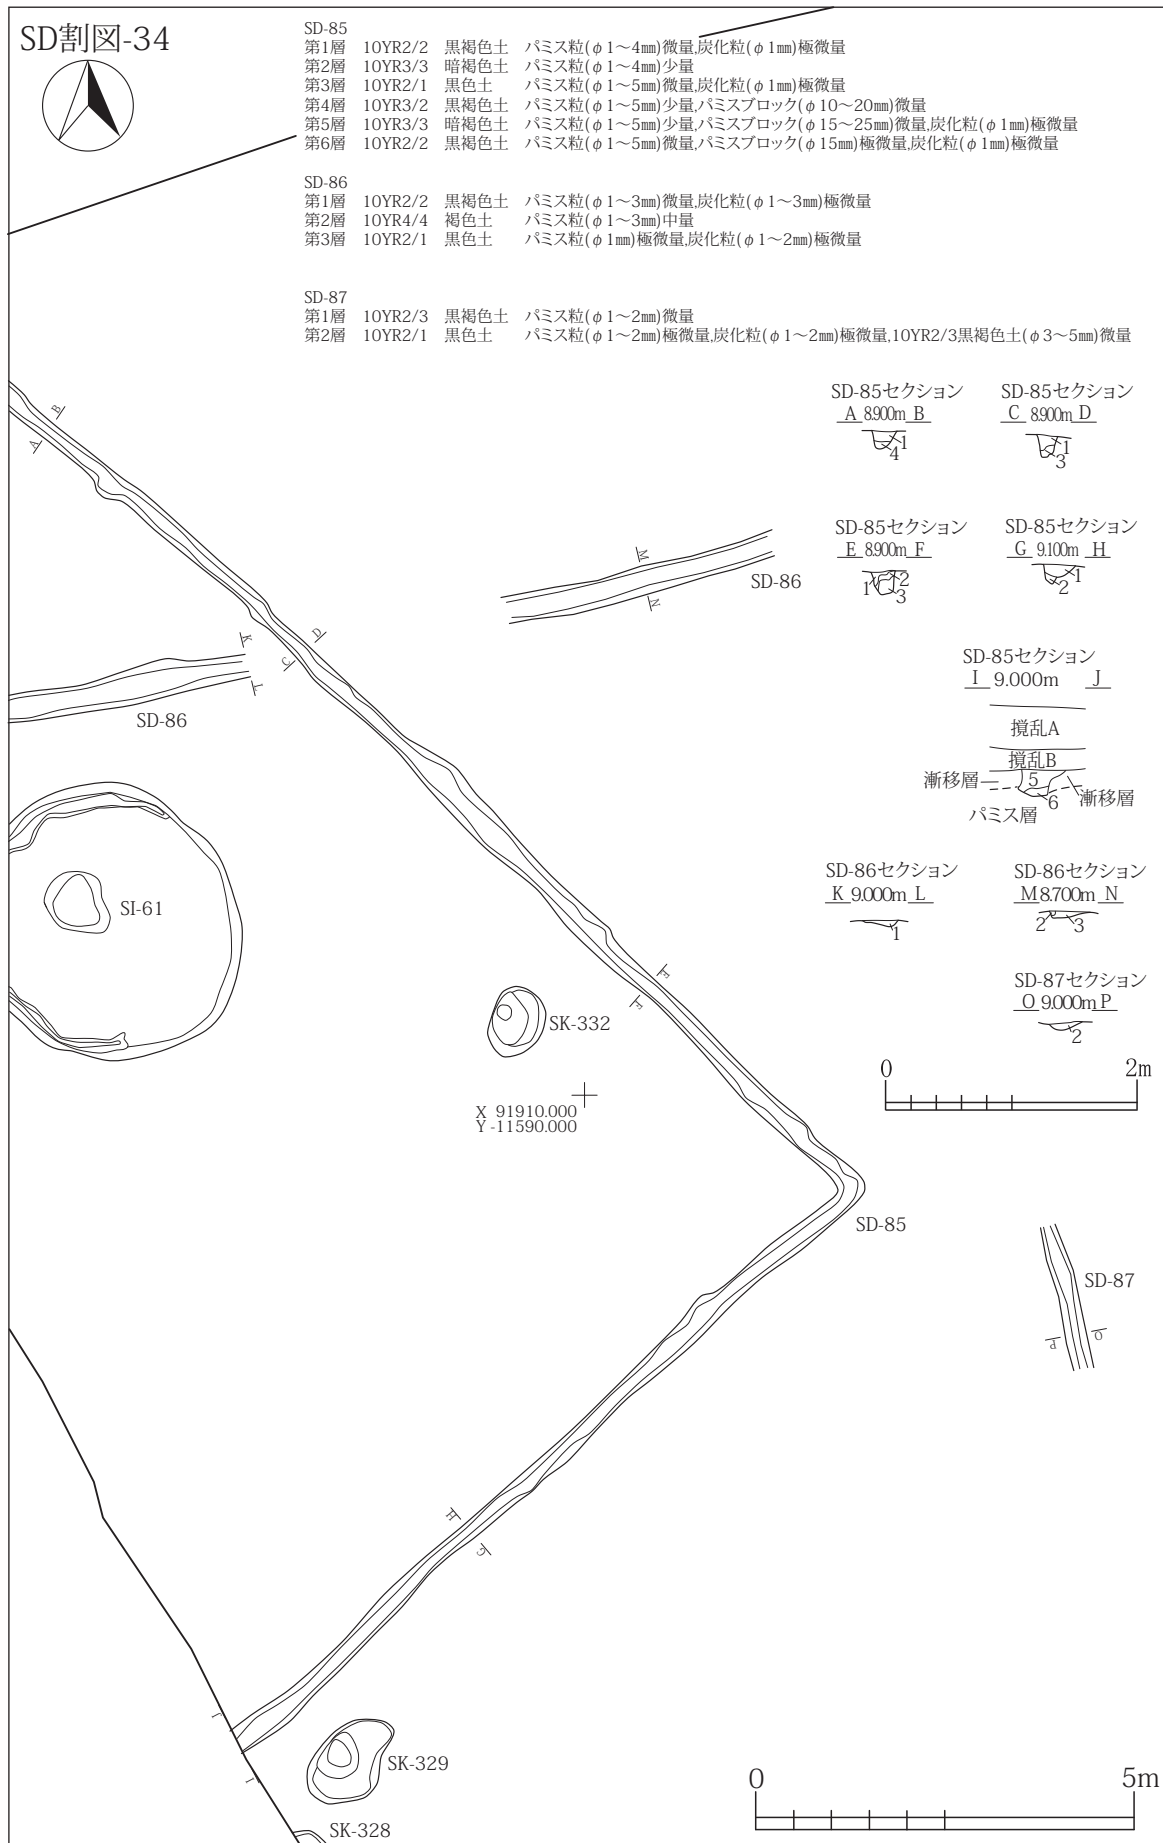 SD割図-34
SD-85
第1層 10YR2/2 黒褐色土 パミス粒(φ1～4㎜)微量,炭化粒(φ1㎜)極微量
第2層 10YR3/3 暗褐色土 パミス粒(φ1～4㎜)少量
第3層 10YR2/1 黒色土 パミス粒(φ1～5㎜)微量,炭化粒(φ1㎜)極微量
第4層 10YR3/2 黒褐色土 パミス粒(φ1～5㎜)少量,パミスブロック(φ10～20㎜)微量
第5層 10YR3/3 暗褐色土 パミス粒(φ1～5㎜)少量,パミスブロック(φ15～25㎜)微量,炭化粒(φ1㎜)極微量
第6層 10YR2/2 黒褐色土 パミス粒(φ1～5㎜)微量,パミスブロック(φ15㎜)極微量,炭化粒(φ1㎜)極微量
SD-86
第1層 10YR2/2 黒褐色土 パミス粒(φ1～3㎜)微量,炭化粒(φ1～3㎜)極微量
第2層 10YR4/4 褐色土 パミス粒(φ1～3㎜)中量
第3層 10YR2/1 黒色土 パミス粒(φ1㎜)極微量,炭化粒(φ1～2㎜)極微量
SD-87
第1層 10YR2/3 黒褐色土 パミス粒(φ1～2㎜)微量
第2層 10YR2/1 黒色土 パミス粒(φ1～2㎜)極微量,炭化粒(φ1～2㎜)極微量,10YR2/3黒褐色土(φ3～5㎜)微量
SD-85セクション
A 8.900m B
1
4
SD-85セクション
C 8.900m D
1
3
SD-85セクション
E 8.900m F
1
2
3
SD-85セクション
G 9.100m H
1
2
SD-85セクション
I 9.000m J
撹乱A
撹乱B
漸移層
5
6
漸移層
パミス層
SD-86セクション
K 9.000m L
1
SD-86セクション
M 8.700m N
2
3
SD-87セクション
O 9.000m P
2
0 2m
B
A
M
N
SD-86
D
C
K
L
SD-86
SI-61
F
E
SK-332
X 91910.000
Y -11590.000
SD-85
SD-87
O
P
H
G
J
I
SK-329
SK-328
0 5m